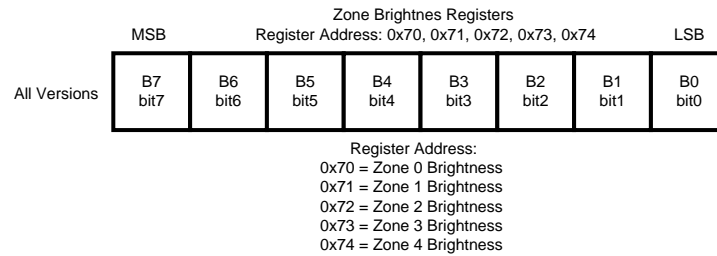 Zone Brightnes Registers
MSB Register Address: 0x70, 0x71, 0x72, 0x73, 0x74 LSB
All Versions B7 B6 B5 B4 B3 B2 B1 B0
bit7 bit6 bit5 bit4 bit3 bit2 bit1 bit0
Register Address:
0x70 = Zone 0 Brightness
0x71 = Zone 1 Brightness
0x72 = Zone 2 Brightness
0x73 = Zone 3 Brightness
0x74 = Zone 4 Brightness